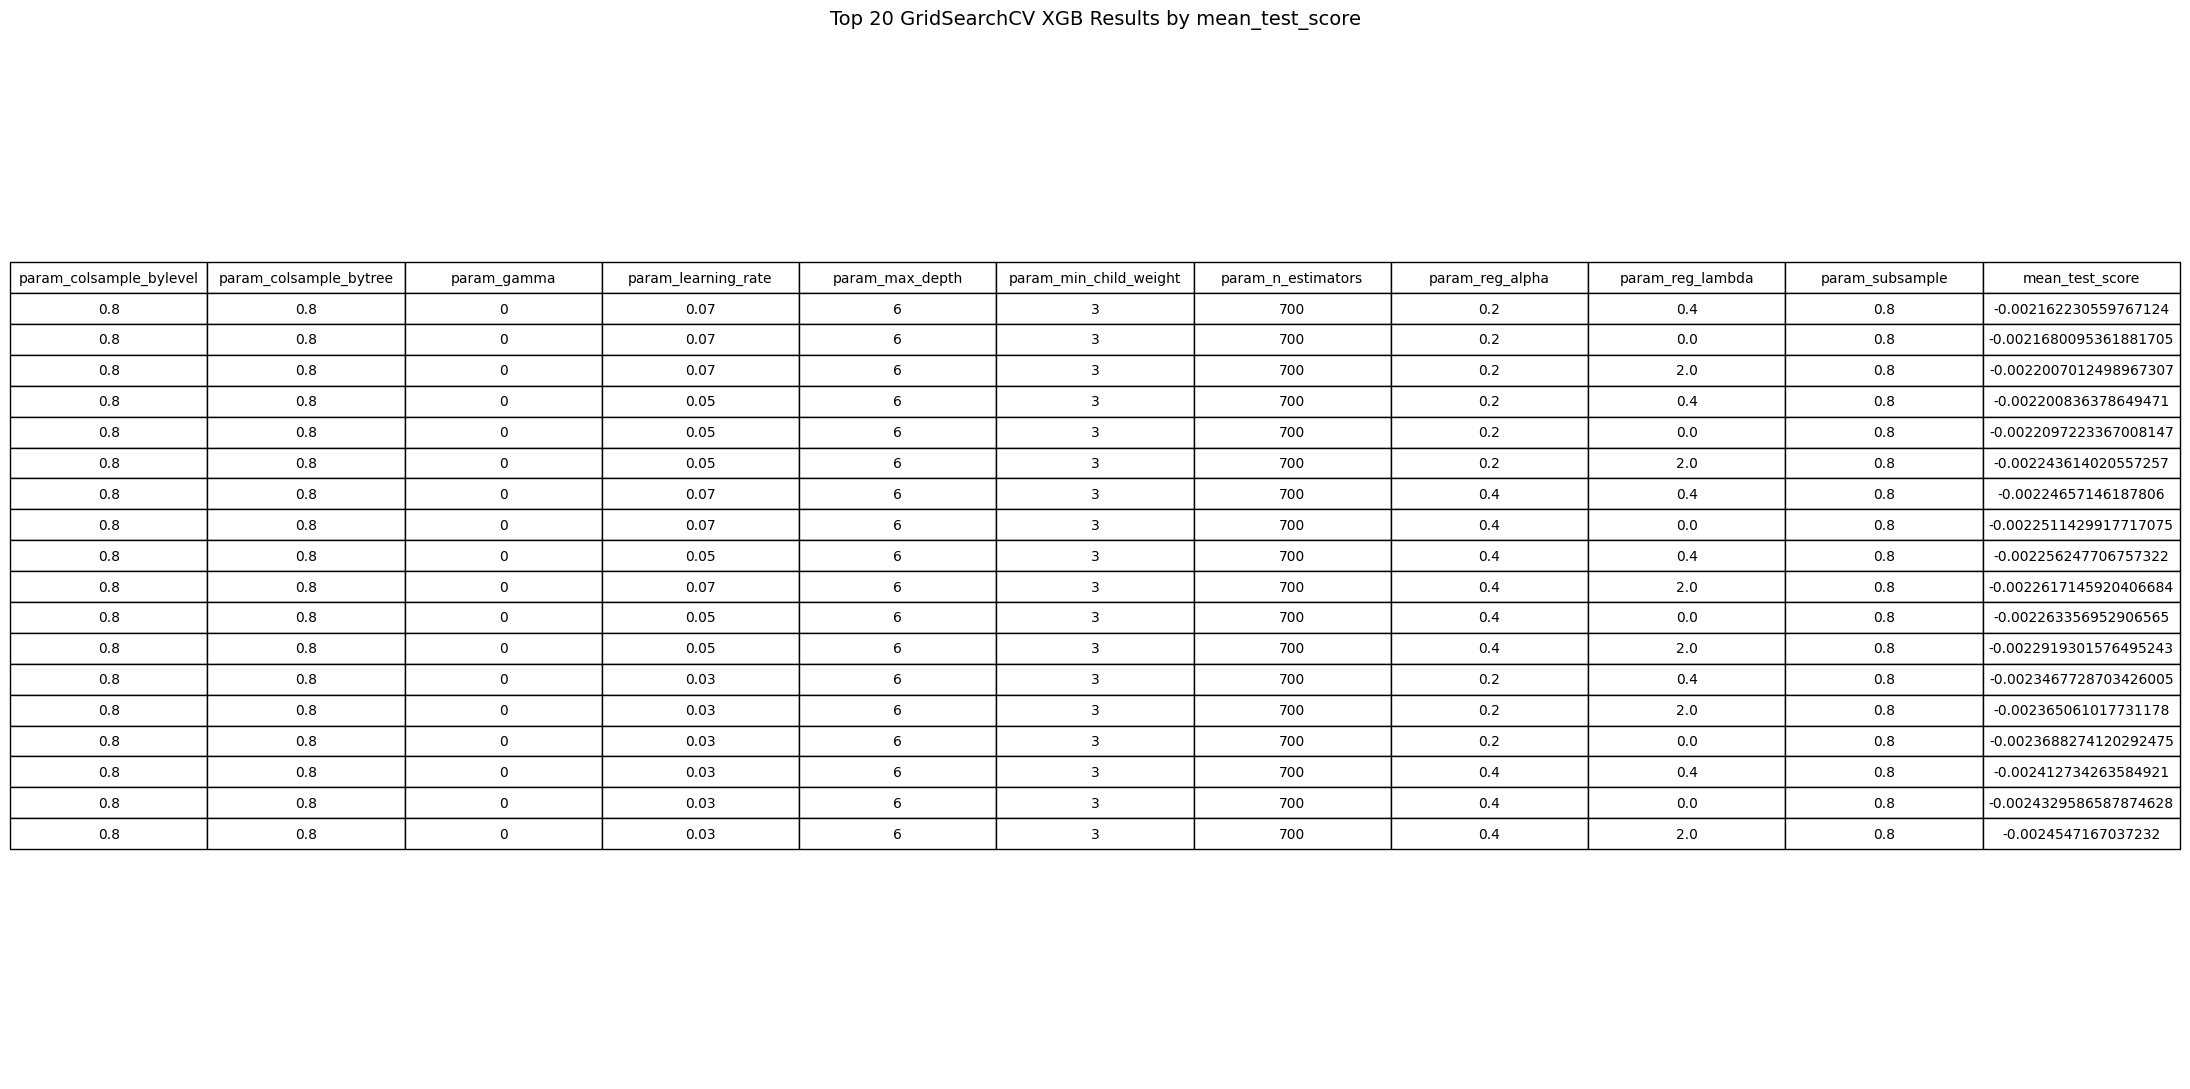 Top 20 GridSearchCV XGB Results by mean_test_score
param_colsample_bylevel param_colsample_bytree param_gamma param_learning_rate param_max_depth param_min_child_weight param_n_estimators param_reg_alpha param_reg_lambda param_subsample mean_test_score
0.8 0.8 0 0.07 6 3 700 0.2 0.4 0.8 -0.002162230559767124
0.8 0.8 0 0.07 6 3 700 0.2 0.0 0.8 -0.0021680095361881705
0.8 0.8 0 0.07 6 3 700 0.2 2.0 0.8 -0.0022007012498967307
0.8 0.8 0 0.05 6 3 700 0.2 0.4 0.8 -0.002200836378649471
0.8 0.8 0 0.05 6 3 700 0.2 0.0 0.8 -0.0022097223367008147
0.8 0.8 0 0.05 6 3 700 0.2 2.0 0.8 -0.002243614020557257
0.8 0.8 0 0.07 6 3 700 0.4 0.4 0.8 -0.00224657146187806
0.8 0.8 0 0.07 6 3 700 0.4 0.0 0.8 -0.0022511429917717075
0.8 0.8 0 0.05 6 3 700 0.4 0.4 0.8 -0.002256247706757322
0.8 0.8 0 0.07 6 3 700 0.4 2.0 0.8 -0.0022617145920406684
0.8 0.8 0 0.05 6 3 700 0.4 0.0 0.8 -0.002263356952906565
0.8 0.8 0 0.05 6 3 700 0.4 2.0 0.8 -0.0022919301576495243
0.8 0.8 0 0.03 6 3 700 0.2 0.4 0.8 -0.0023467728703426005
0.8 0.8 0 0.03 6 3 700 0.2 2.0 0.8 -0.002365061017731178
0.8 0.8 0 0.03 6 3 700 0.2 0.0 0.8 -0.0023688274120292475
0.8 0.8 0 0.03 6 3 700 0.4 0.4 0.8 -0.002412734263584921
0.8 0.8 0 0.03 6 3 700 0.4 0.0 0.8 -0.0024329586587874628
0.8 0.8 0 0.03 6 3 700 0.4 2.0 0.8 -0.0024547167037232